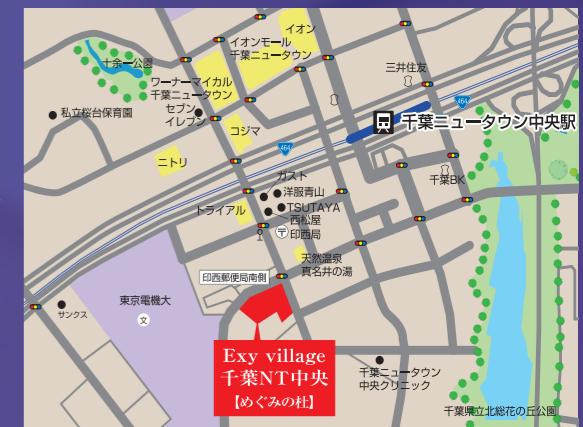 イオン
イオンモール
千葉ニュータウン
十余一公園
ワーナーマイカル
千葉ニュータウン
三井住友
セブン
イレブン
464
私立桜台保育園
コジマ
千葉ニュータウン中央駅
464
ニトリ
ガスト
千葉BK
洋服青山
トライアル
TSUTAYA
西松屋
印西局
天然温泉
真名井の湯
印西郵便局南側
東京電機大
文
サンクス
Exy village
千葉NT中央
【めぐみの杜】
千葉ニュータウン
中央クリニック
千葉県立北総花の丘公園